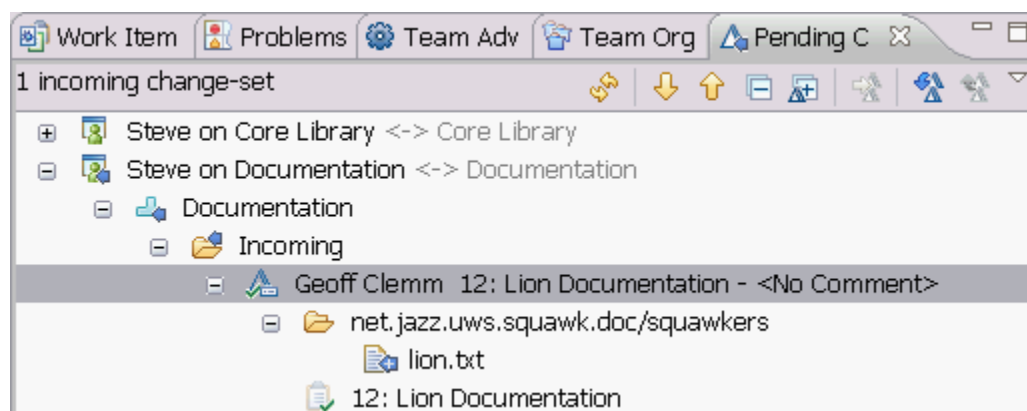 Work Item Problems Team Adv Team Org Pending C
1 incoming change-set
Steve on Core Library <-> Core Library
Steve on Documentation <-> Documentation
Documentation
Incoming
Geoff Clemm 12: Lion Documentation - <No Comment>
net.jazz.uws.squawk.doc/squawkers
lion.txt
12: Lion Documentation